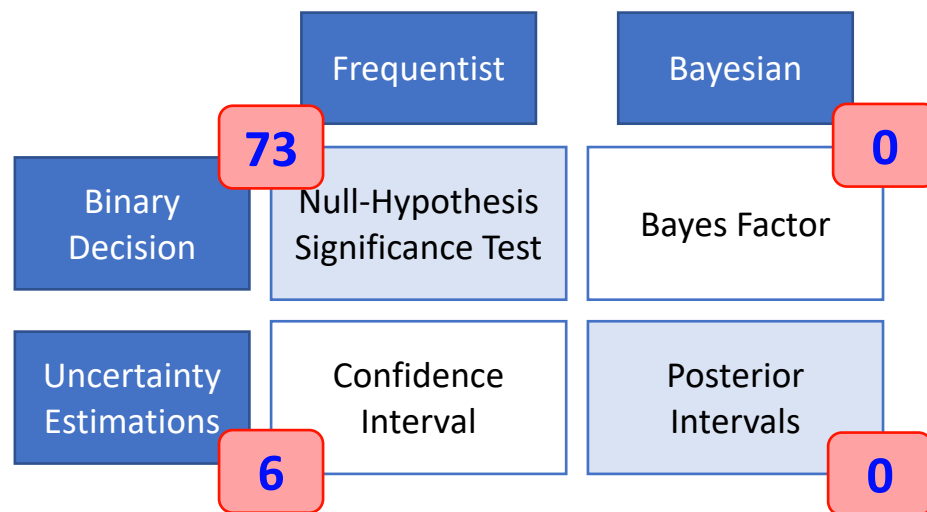 Frequentist
Bayesian
73
0
Binary
Decision
Null-Hypothesis
Significance Test
Bayes Factor
Uncertainty
Estimations
Confidence
Interval
Posterior
Intervals
6
0